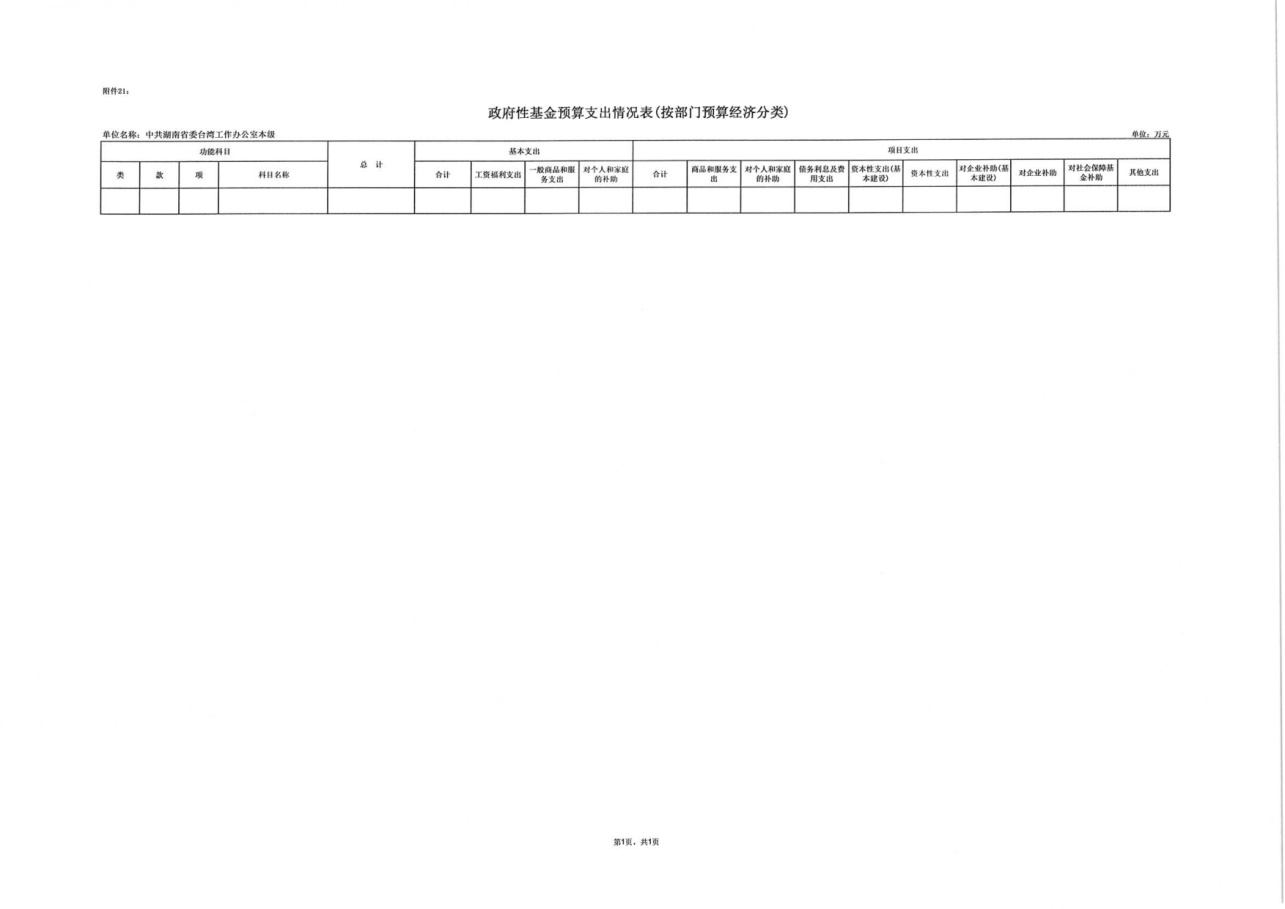 附件21：
政府性基金预算支出情况表(按部门预算经济分类)
单位名称：中共湖南省委台湾工作办公室本级 单位：万元
功能科目 总 计 基本支出 项目支出
类 款 项 科目名称 合计 工资福利支出 一般商品和服务支出 对个人和家庭的补助 合计 商品和服务支出 对个人和家庭的补助 债务利息及费用支出 资本性支出(基本建设) 资本性支出 对企业补助(基本建设) 对企业补助 对社会保障基金补助 其他支出
第1页，共1页